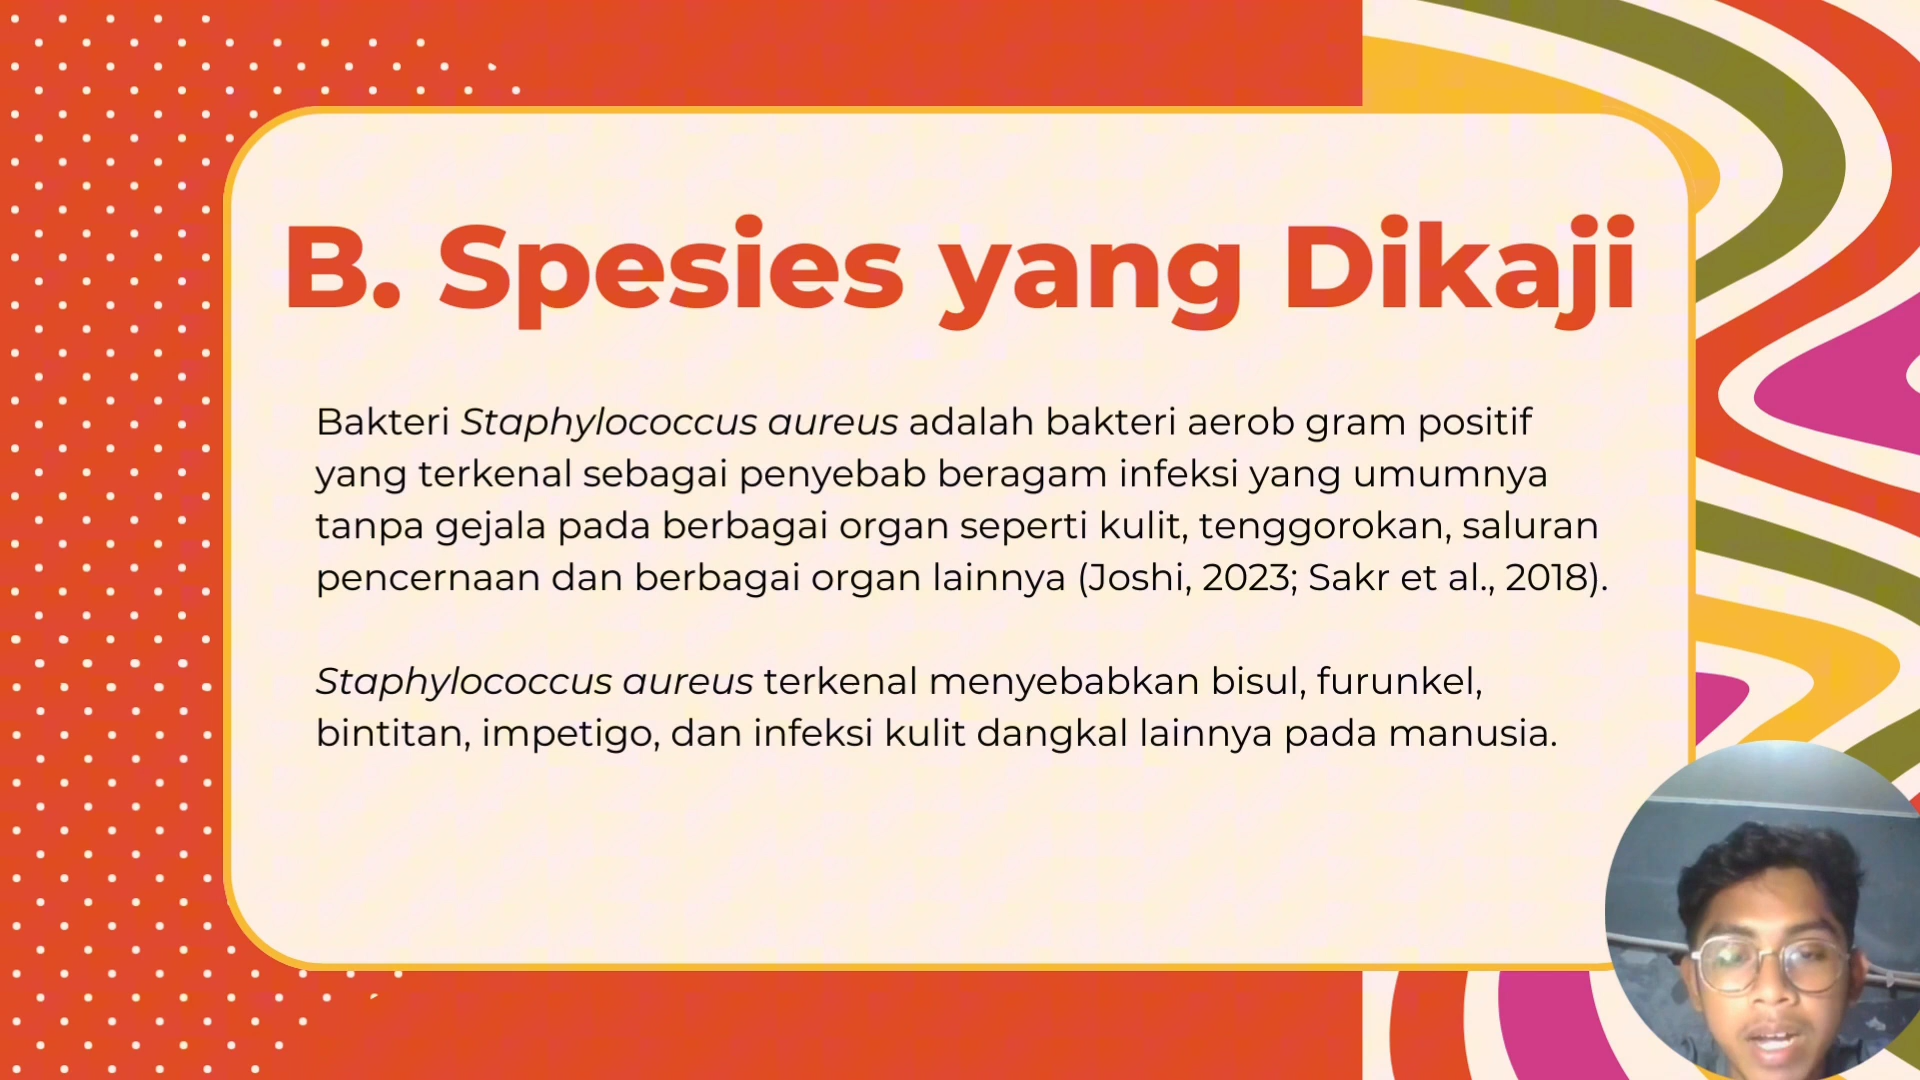 B. Spesies yang Dikaji
Bakteri Staphylococcus aureus adalah bakteri aerob gram positif
yang terkenal sebagai penyebab beragam infeksi yang umumnya
tanpa gejala pada berbagai organ seperti kulit, tenggorokan, saluran
pencernaan dan berbagai organ lainnya (Joshi, 2023; Sakr et al., 2018).
Staphylococcus aureus terkenal menyebabkan bisul, furunkel,
bintitan, impetigo, dan infeksi kulit dangkal lainnya pada manusia.